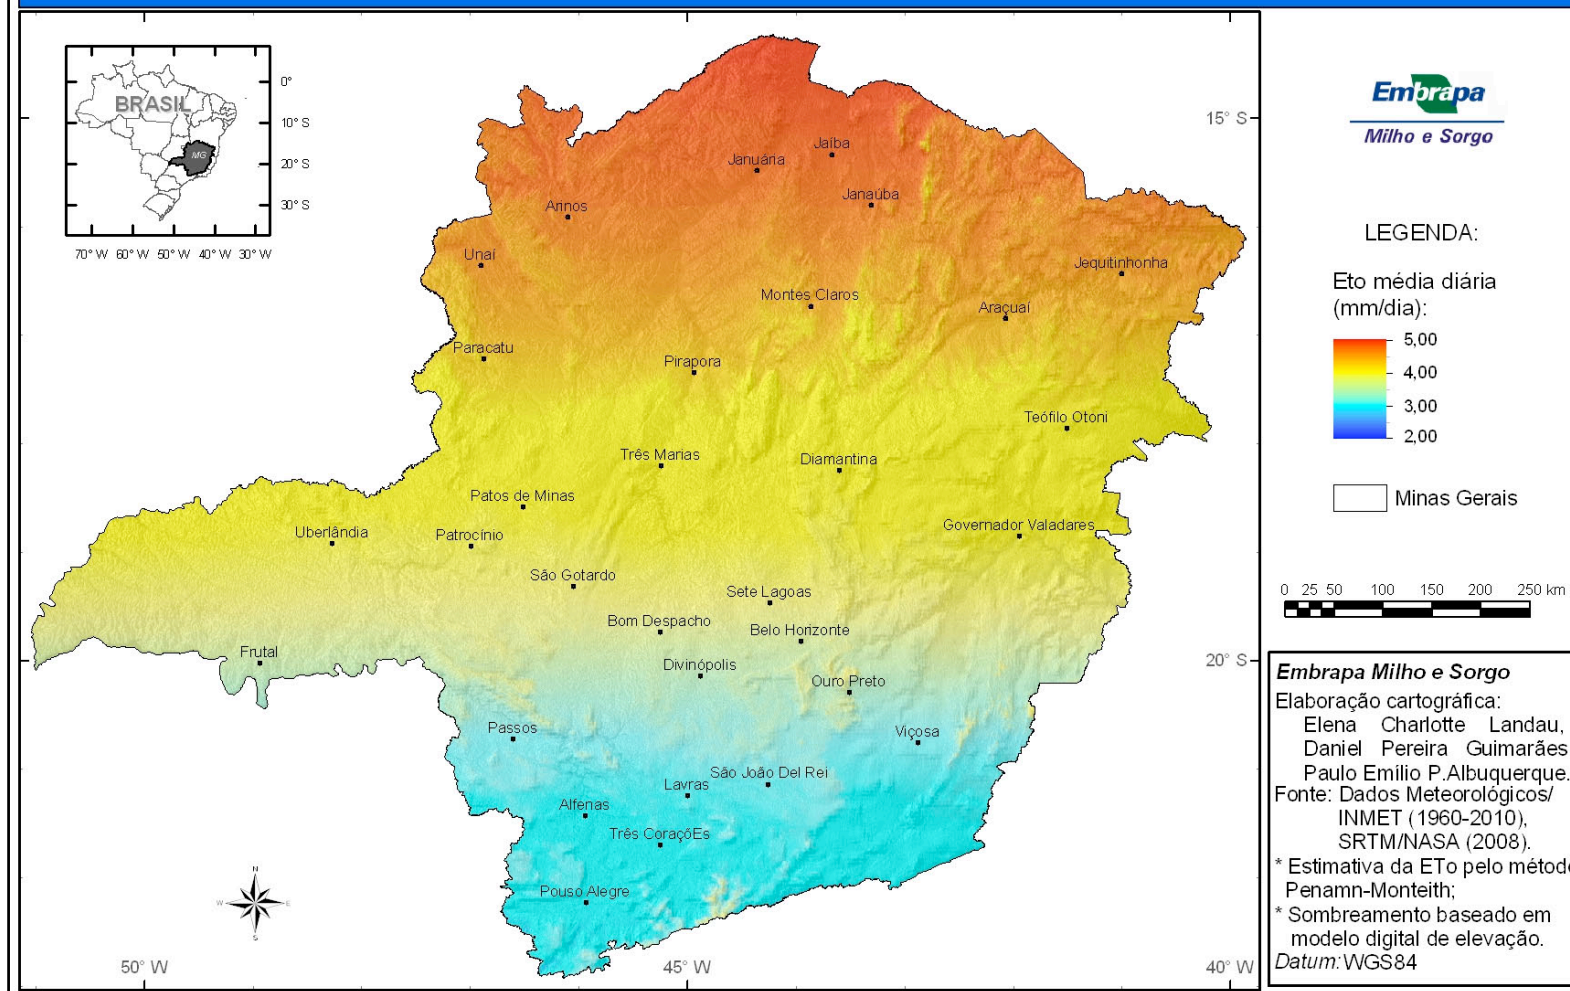 BRASIL
MG
0°
10° S
20° S
30° S
70° W
60° W
50° W
40° W
30° W
Januária
Jaíba
Janaúba
Arinos
Unaí
Jequitinhonha
Montes Claros
Araçuaí
Paracatu
Pirapora
Teófilo Otoni
Três Marias
Diamantina
Patos de Minas
Uberlândia
Patrocínio
Governador Valadares
São Gotardo
Sete Lagoas
Bom Despacho
Belo Horizonte
Frutal
Divinópolis
Ouro Preto
Passos
Viçosa
São João Del Rei
Lavras
Alfenas
Três CoraçõEs
Pouso Alegre
N
W
E
S
50° W
45° W
40° W
15° S
20° S
Embrapa
Milho e Sorgo
LEGENDA:
Eto média diária
(mm/dia):
5,00
4,00
3,00
2,00
Minas Gerais
0 25 50 100 150 200 250 km
Embrapa Milho e Sorgo
Elaboração cartográfica:
Elena Charlotte Landau,
Daniel Pereira Guimarães
Paulo Emílio P.Albuquerque.
Fonte: Dados Meteorológicos/
INMET (1960-2010),
SRTM/NASA (2008).
* Estimativa da ETo pelo método
Penamn-Monteith;
* Sombreamento baseado em
modelo digital de elevação.
Datum:WGS84